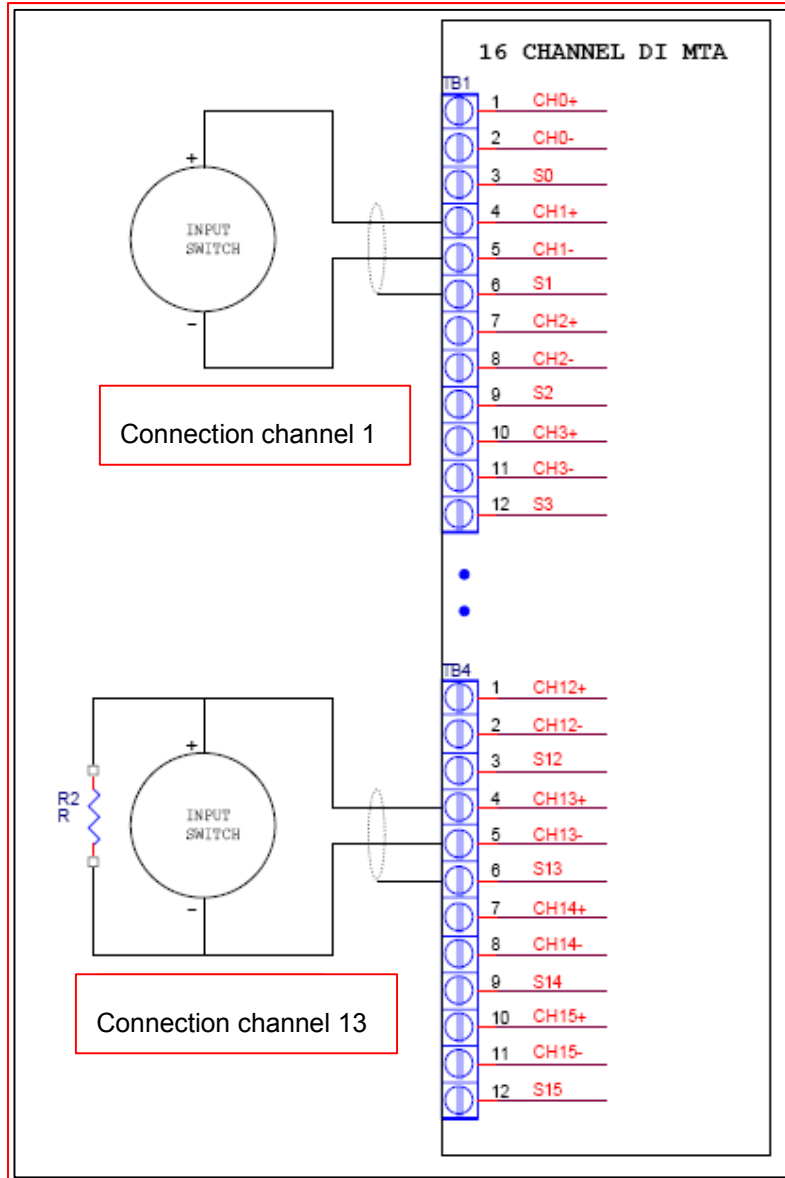 16 CHANNEL DI MTA
TB1
1 CH0+
2 CH0-
3 S0
4 CH1+
5 CH1-
6 S1
7 CH2+
8 CH2-
9 S2
10 CH3+
11 CH3-
12 S3
+
INPUT
SWITCH
-
Connection channel 1
TB4
1 CH12+
2 CH12-
3 S12
4 CH13+
5 CH13-
6 S13
7 CH14+
8 CH14-
9 S14
10 CH15+
11 CH15-
12 S15
R2
R
+
INPUT
SWITCH
-
Connection channel 13